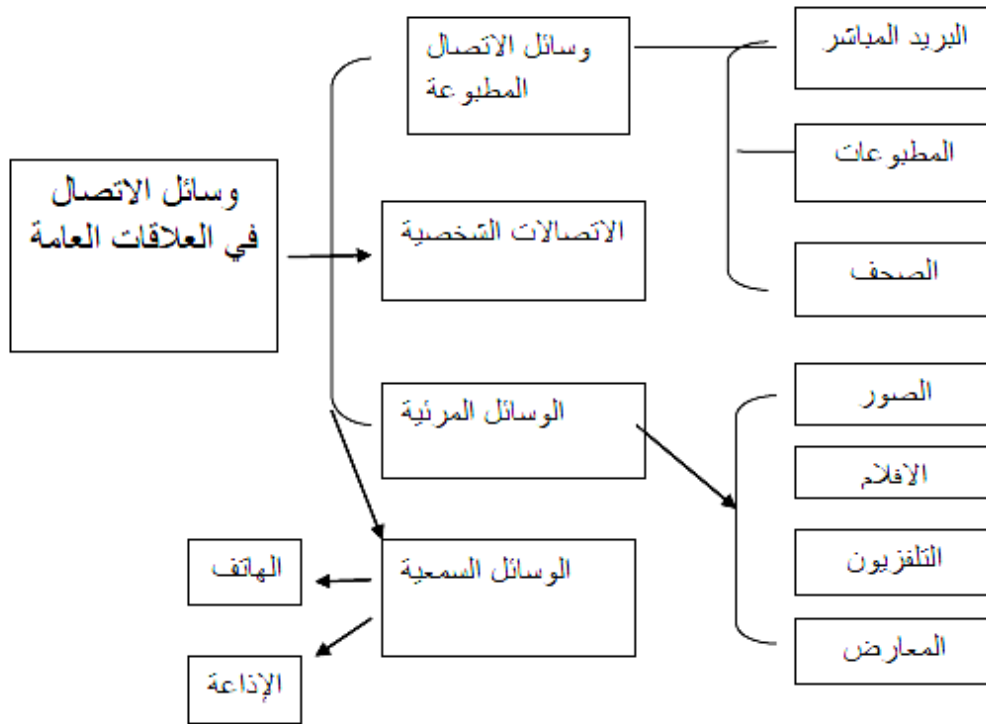 وسائل الاتصال
في العلاقات العامة
وسائل الاتصال
المطبوعة
البريد المباشر
المطبوعات
الصحف
الاتصالات الشخصية
الوسائل المرئية
الصور
الافلام
التلفزيون
المعارض
الوسائل السمعية
الهاتف
الإذاعة